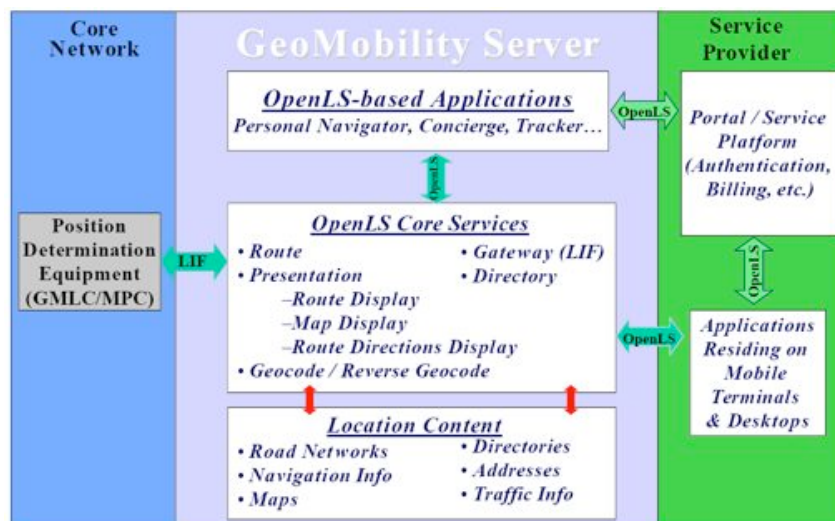 Core
Network
GeoMobility Server
Service
Provider
OpenLS-based Applications
Personal Navigator, Concierge, Tracker...
OpenLS
Portal / Service
Platform
(Authentication,
Billing, etc.)
OpenLS
Position
Determination
Equipment
(GMLC/MPC)
LIF
OpenLS Core Services
• Route
• Presentation
–Route Display
–Map Display
–Route Directions Display
• Geocode / Reverse Geocode
• Gateway (LIF)
• Directory
OpenLS
OpenLS
Applications
Residing on
Mobile
Terminals
& Desktops
Location Content
• Road Networks
• Navigation Info
• Maps
• Directories
• Addresses
• Traffic Info